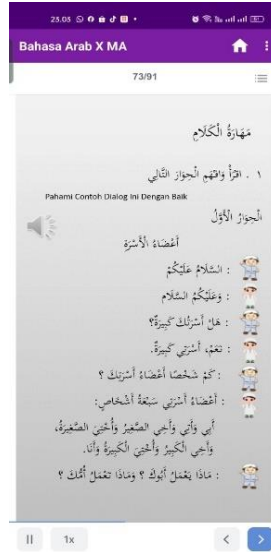 23.03
Bahasa Arab X MA
73/91
مَهَارَةُ الْكَلَامِ
١ . اقْرَأْ وَافْهَمِ الْحِوَارَ التَّالِي
Pahami Contoh Dialog Ini Dengan Baik
الْحِوَارُ الْأَوَّلُ
أَعْضَاءُ الْأُسْرَةِ
: السَّلَامُ عَلَيْكُمْ
: وَعَلَيْكُمُ السَّلَام
: هَلْ أُسْرَتُكَ كَبِيرَةٌ؟
: نَعَمْ، أُسْرَتِي كَبِيرَةٌ.
: كَمْ شَخْصًا أَعْضَاءُ أُسْرَتِكَ ؟
: أَعْضَاءُ أُسْرَتِي سَبْعَةُ أَشْخَاصٍ:
أَبِي وَأُمِّي وَأَخِي الصَّغِيرُ وَأُخْتِي الصَّغِيرَةُ،
وَأَخِي الْكَبِيرُ وَأُخْتِي الْكَبِيرَةُ وَأَنَا.
: مَاذَا يَعْمَلُ أَبُوكَ ؟ وَمَاذَا تَعْمَلُ أُمُّكَ ؟
1x